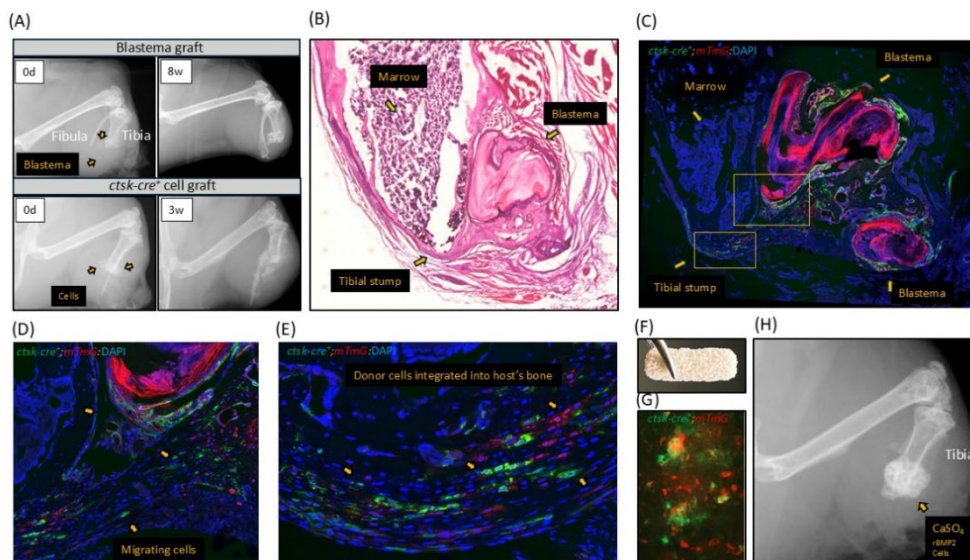 (A)
Blastema graft
0d
8w
Fibula
Tibia
Blastema
ctsk-cre⁺ cell graft
0d
3w
Cells
(B)
Marrow
Blastema
Tibial stump
(C)
ctsk-cre⁺;mTmG;DAPI
Blastema
Marrow
Tibial stump
Blastema
(D)
ctsk-cre⁺;mTmG;DAPI
Migrating cells
(E)
ctsk-cre⁺;mTmG;DAPI
Donor cells integrated into host's bone
(F)
(G)
ctsk-cre⁺;mTmG
(H)
Tibia
CaSO₄
rBMP2
Cells